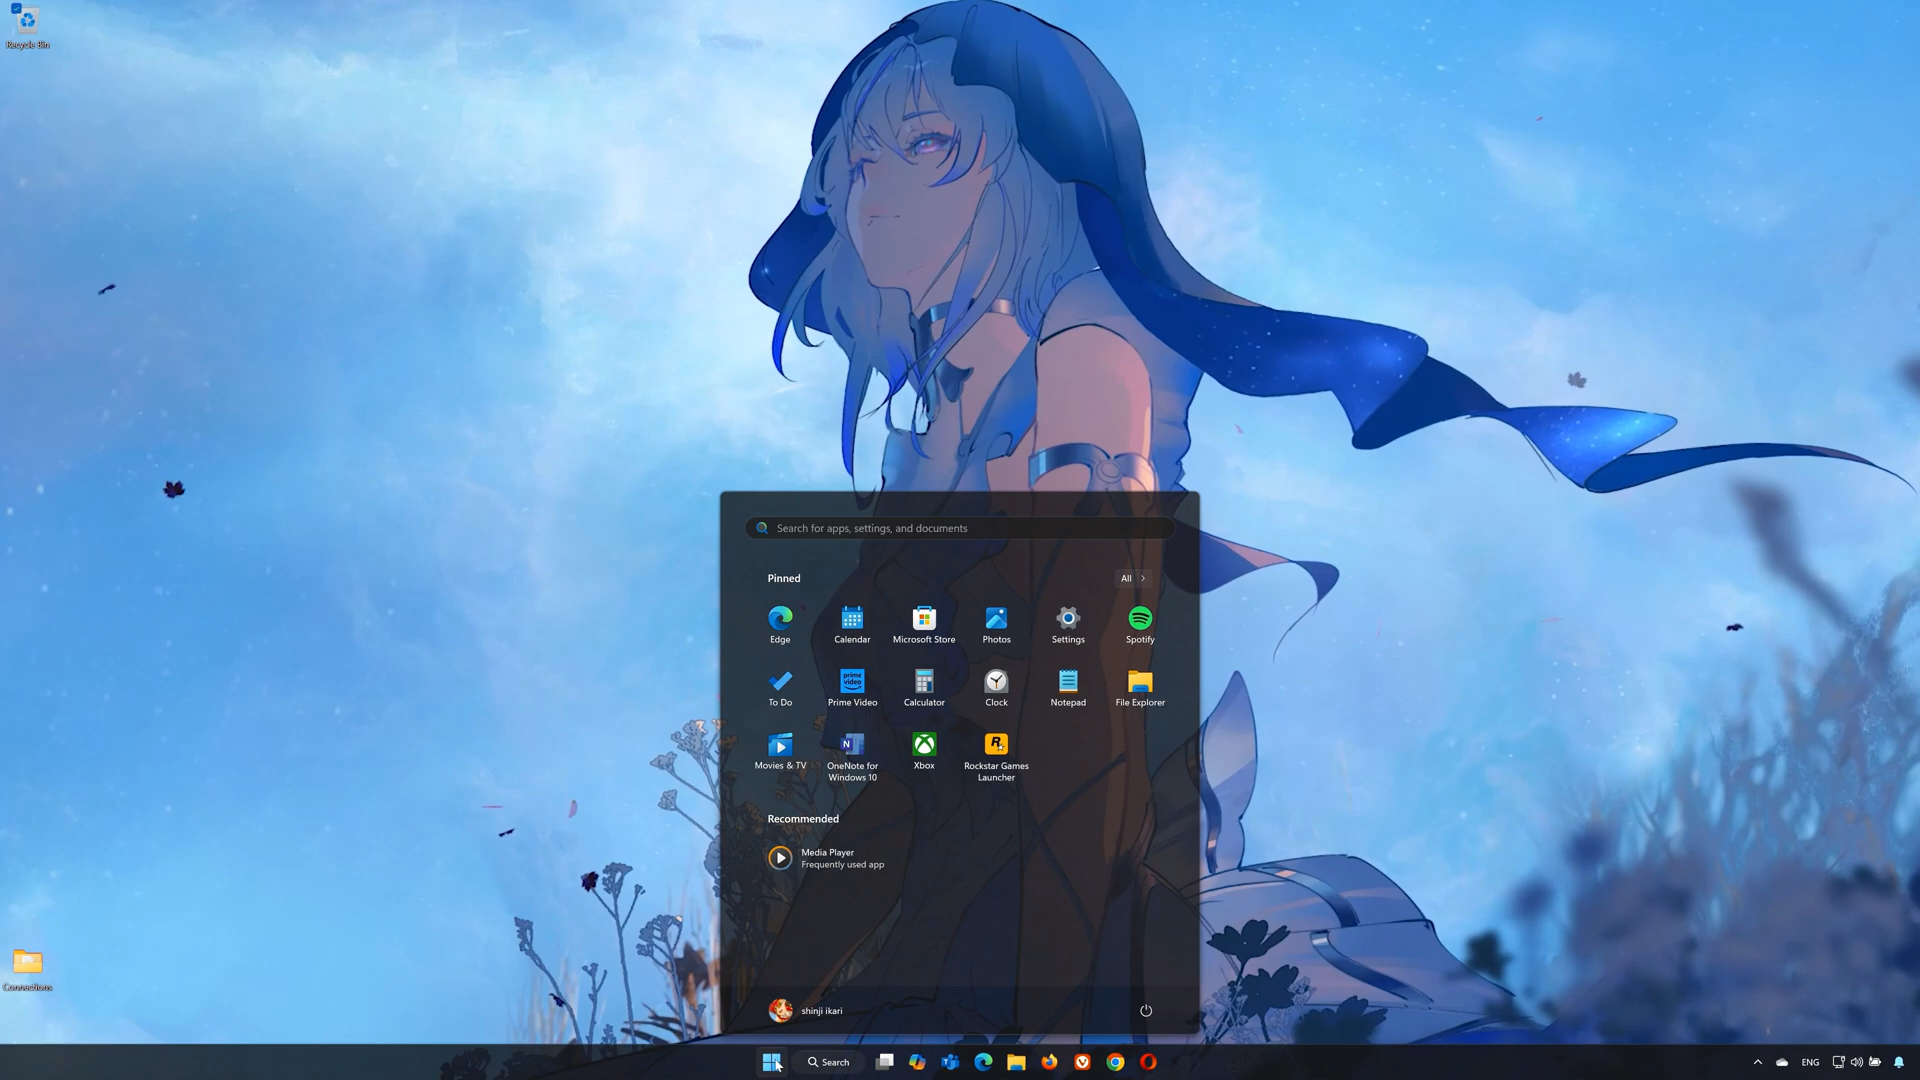 Recycle Bin
Search for apps, settings, and documents
Pinned
All
Edge
Calendar
Microsoft Store
Photos
Settings
Spotify
To Do
prime video
Prime Video
Calculator
Clock
Notepad
File Explorer
Movies & TV
OneNote for
Windows 10
Xbox
Rockstar Games
Launcher
Recommended
Media Player
Frequently used app
Connections
shinji ikari
Search
ENG